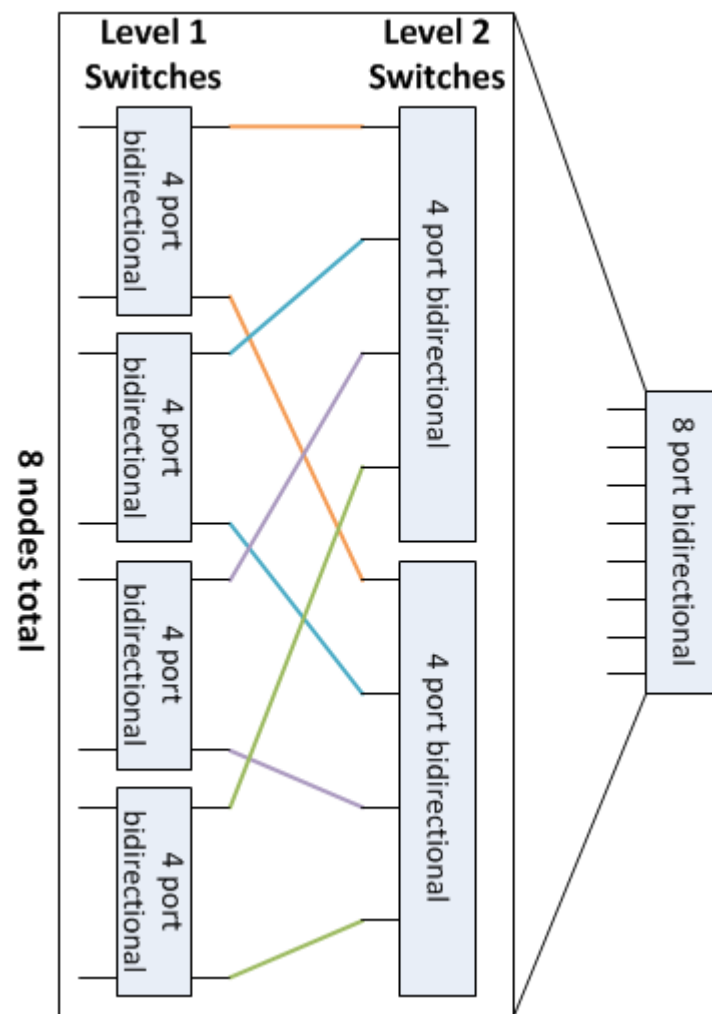 Level 1
Switches
Level 2
Switches
4 port
bidirectional
4 port
bidirectional
4 port
bidirectional
4 port
bidirectional
4 port bidirectional
4 port bidirectional
8 port bidirectional
8 nodes total